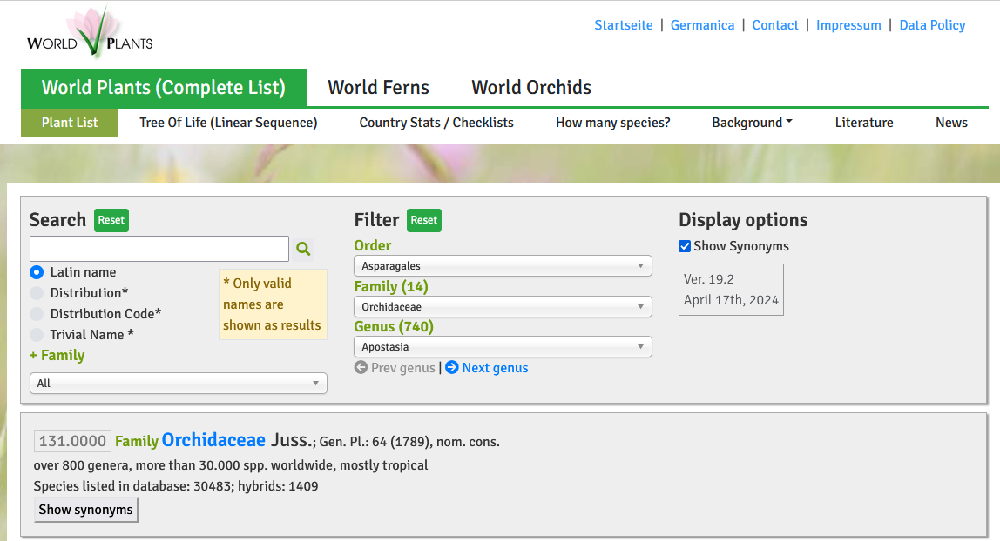 WORLD PLANTS
Startseite | Germanica | Contact | Impressum | Data Policy
World Plants (Complete List) World Ferns World Orchids
Plant List Tree Of Life (Linear Sequence) Country Stats / Checklists How many species? Background Literature News
Search Reset
Latin name
Distribution*
Distribution Code*
Trivial Name *
* Only valid
names are
shown as results
+ Family
All
Filter Reset
Order
Asparagales
Family (14)
Orchidaceae
Genus (740)
Apostasia
Prev genus | Next genus
Display options
Show Synonyms
Ver. 19.2
April 17th, 2024
131.0000 Family Orchidaceae Juss.; Gen. Pl.: 64 (1789), nom. cons.
over 800 genera, more than 30.000 spp. worldwide, mostly tropical
Species listed in database: 30483; hybrids: 1409
Show synonyms